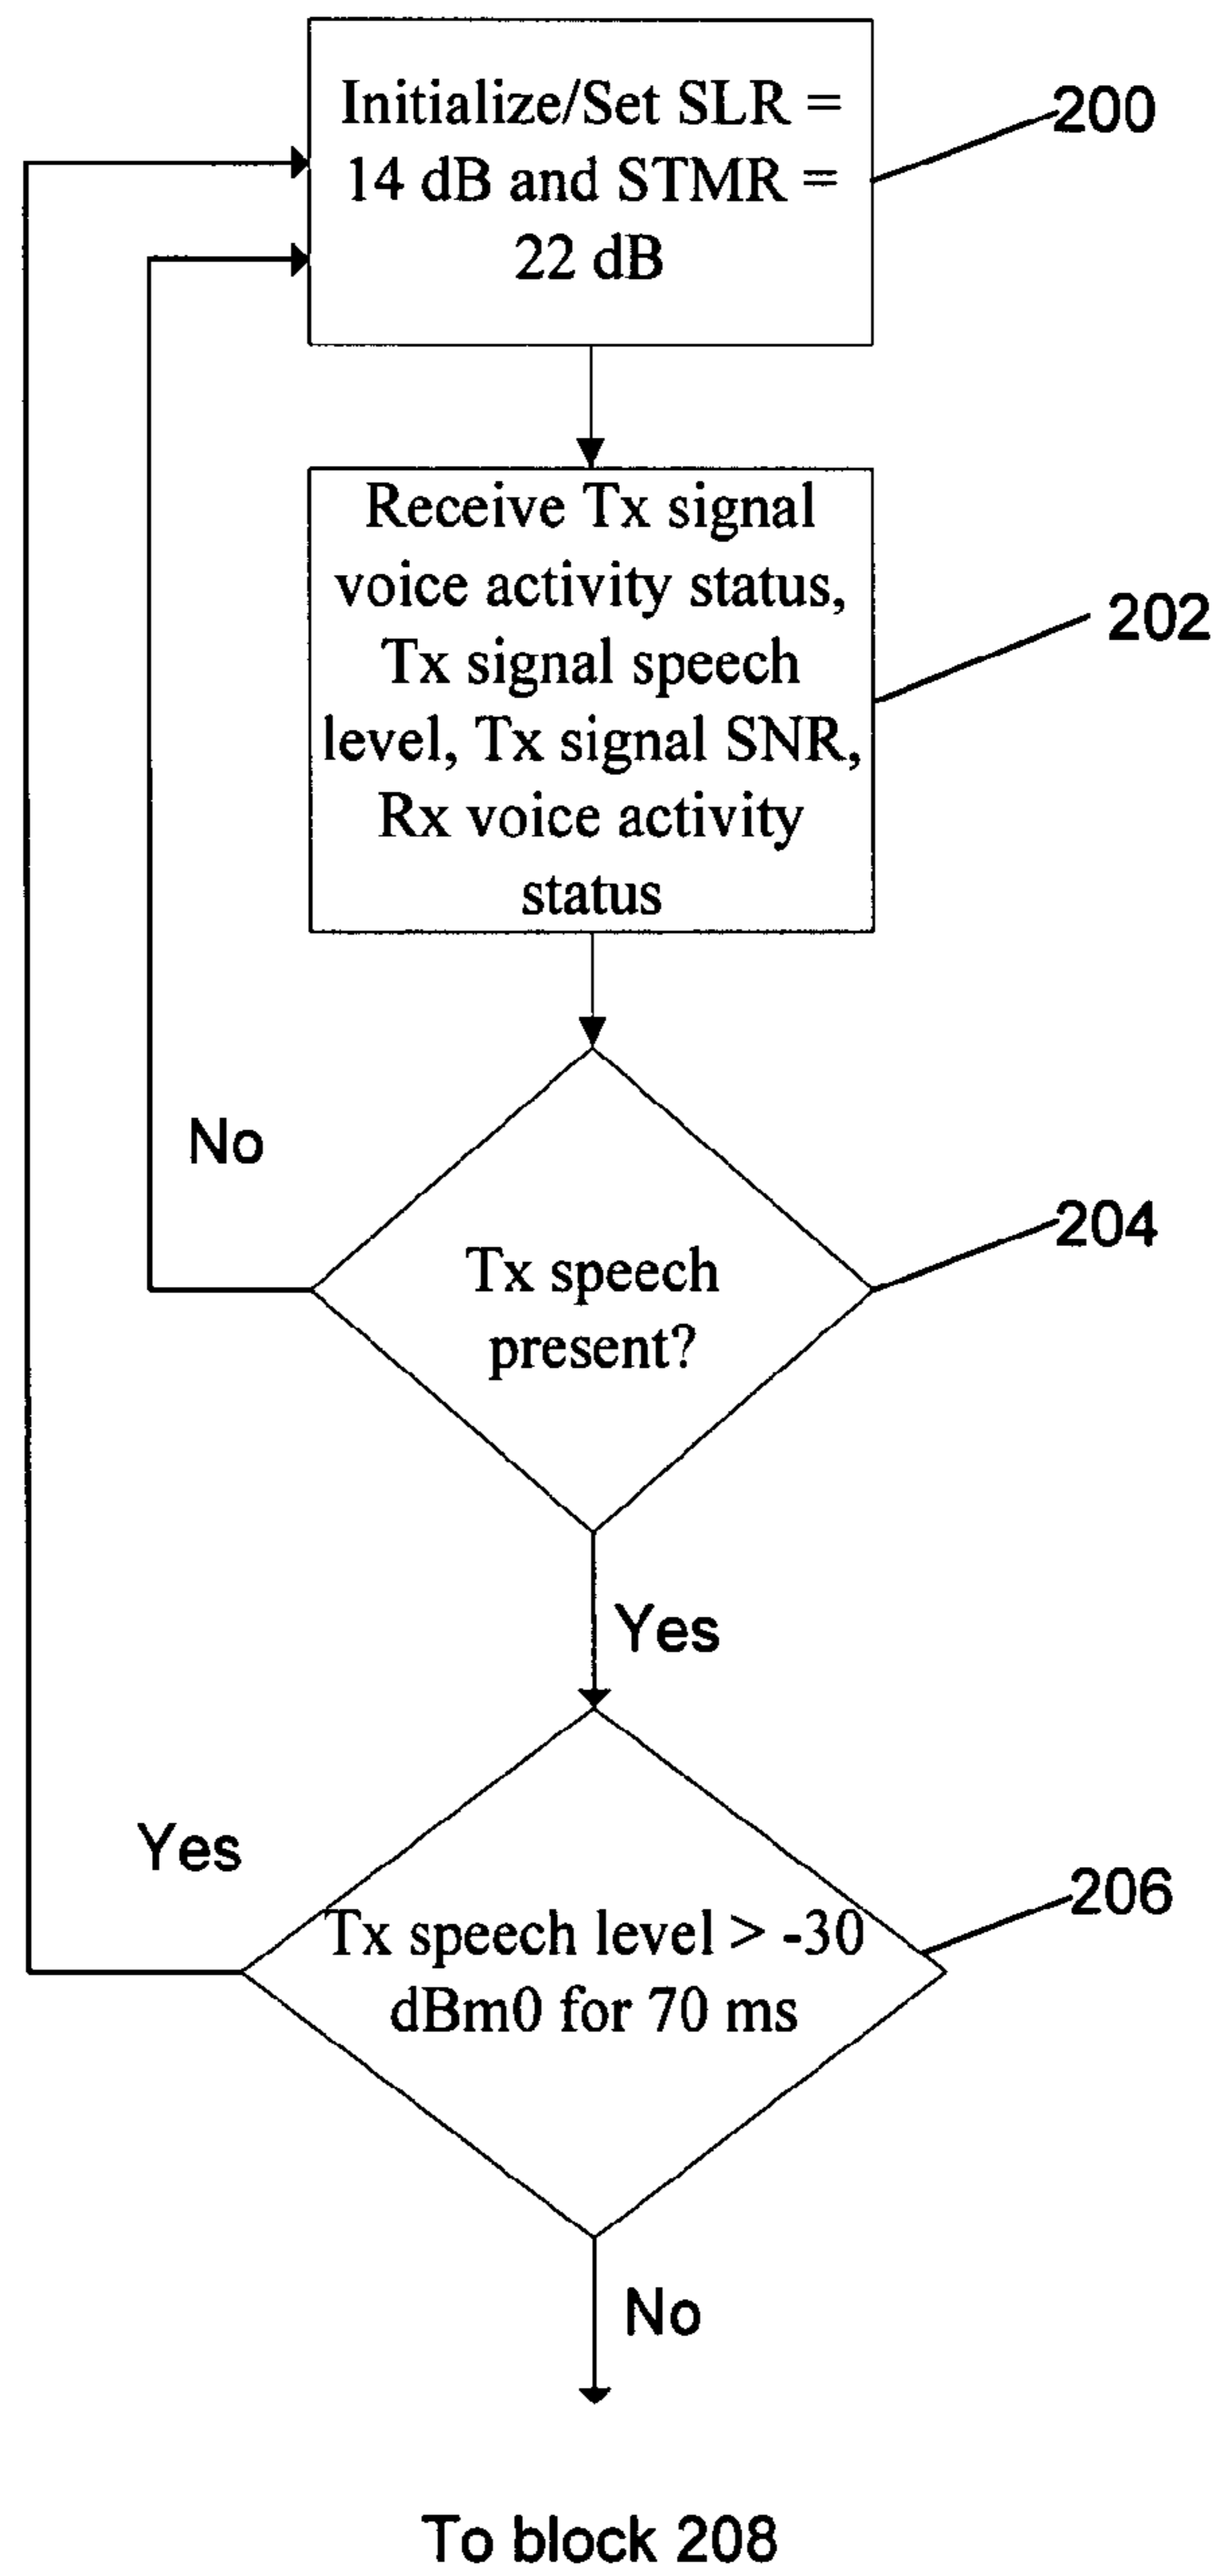 Initialize/Set SLR =
14 dB and STMR =
22 dB
200
Receive Tx signal
voice activity status,
Tx signal speech
level, Tx signal SNR,
Rx voice activity
status
202
No
Tx speech
present?
204
Yes
Yes
Tx speech level > -30
dBm0 for 70 ms
206
No
To block 208